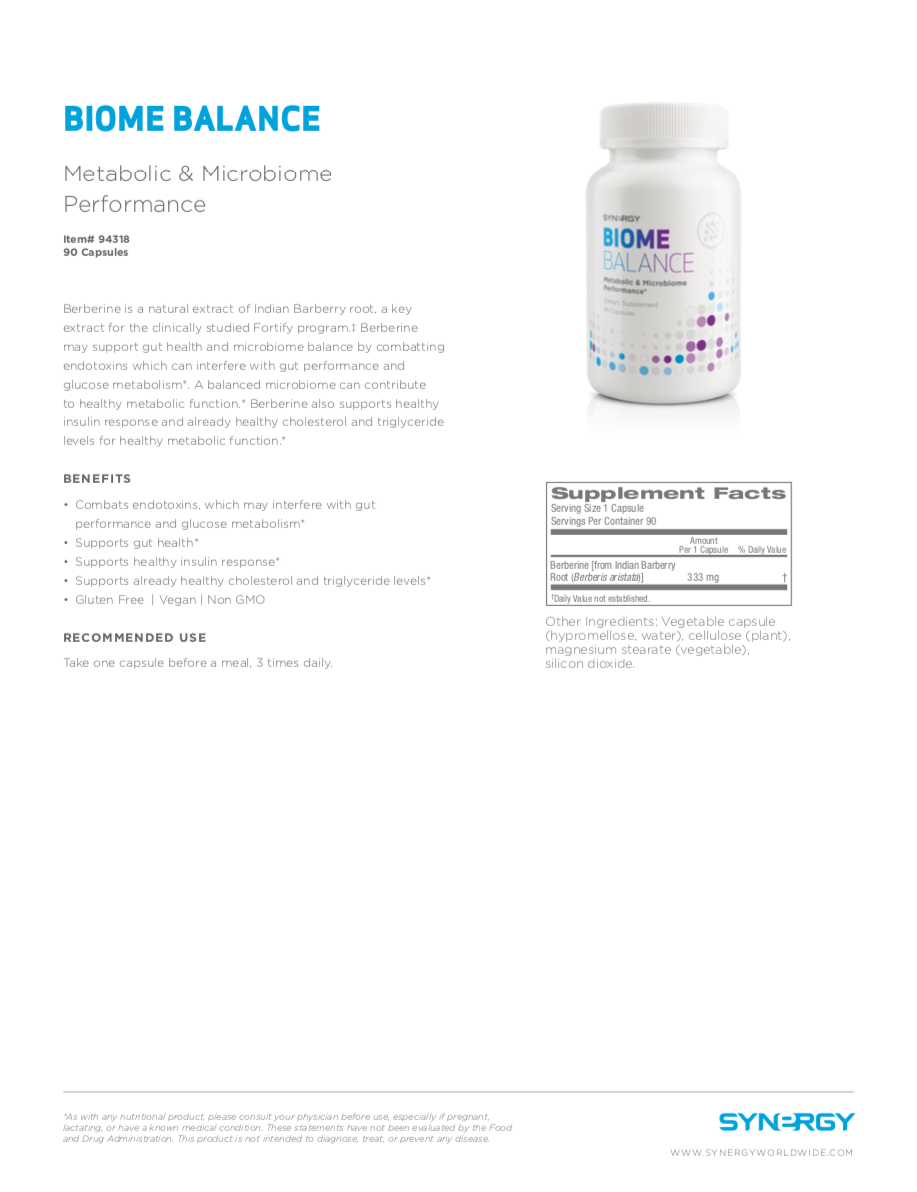 BIOME BALANCE
Metabolic & Microbiome
Performance
Item# 94318
90 Capsules
Berberine is a natural extract of Indian Barberry root, a key
extract for the clinically studied Fortify program.‡ Berberine
may support gut health and microbiome balance by combatting
endotoxins which can interfere with gut performance and
glucose metabolism*. A balanced microbiome can contribute
to healthy metabolic function.* Berberine also supports healthy
insulin response and already healthy cholesterol and triglyceride
levels for healthy metabolic function.*
BENEFITS
• Combats endotoxins, which may interfere with gut
performance and glucose metabolism*
• Supports gut health*
• Supports healthy insulin response*
• Supports already healthy cholesterol and triglyceride levels*
• Gluten Free | Vegan | Non GMO
RECOMMENDED USE
Take one capsule before a meal, 3 times daily.
SYNERGY
BIOME
BALANCE
Metabolic & Microbiome
Performance*
Dietary Supplement
90 Capsules
Supplement Facts
Serving Size 1 Capsule
Servings Per Container 90
Amount
Per 1 Capsule % Daily Value
Berberine [from Indian Barberry
Root (Berberis aristata)] 333 mg †
†Daily Value not established.
Other Ingredients: Vegetable capsule
(hypromellose, water), cellulose (plant),
magnesium stearate (vegetable),
silicon dioxide.
*As with any nutritional product, please consult your physician before use, especially if pregnant,
lactating, or have a known medical condition. These statements have not been evaluated by the Food
and Drug Administration. This product is not intended to diagnose, treat, or prevent any disease.
SYNERGY
WWW.SYNERGYWORLDWIDE.COM